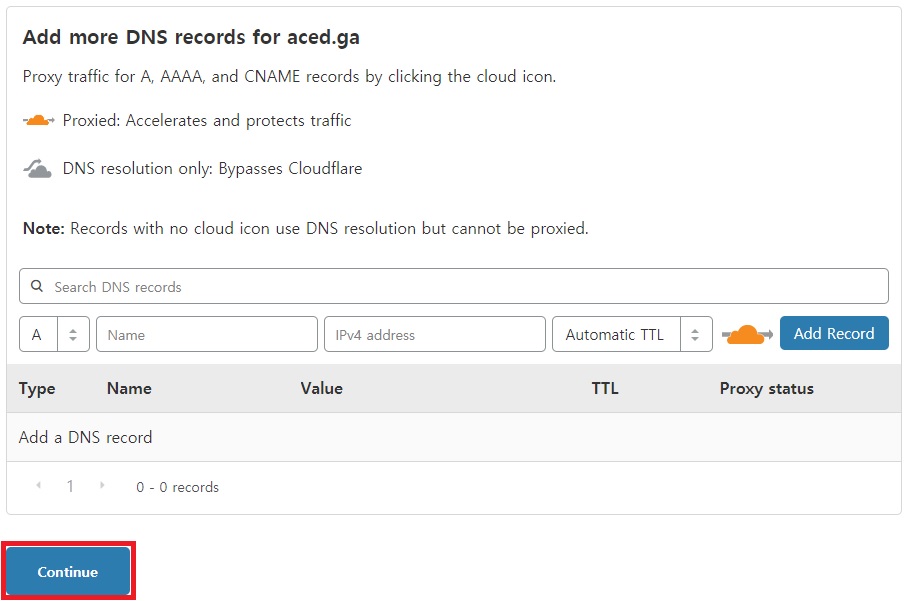 Add more DNS records for aced.ga
Proxy traffic for A, AAAA, and CNAME records by clicking the cloud icon.
Proxied: Accelerates and protects traffic
DNS resolution only: Bypasses Cloudflare
Note: Records with no cloud icon use DNS resolution but cannot be proxied.
Search DNS records
A Name IPv4 address Automatic TTL Add Record
Type Name Value TTL Proxy status
Add a DNS record
1 0 - 0 records
Continue